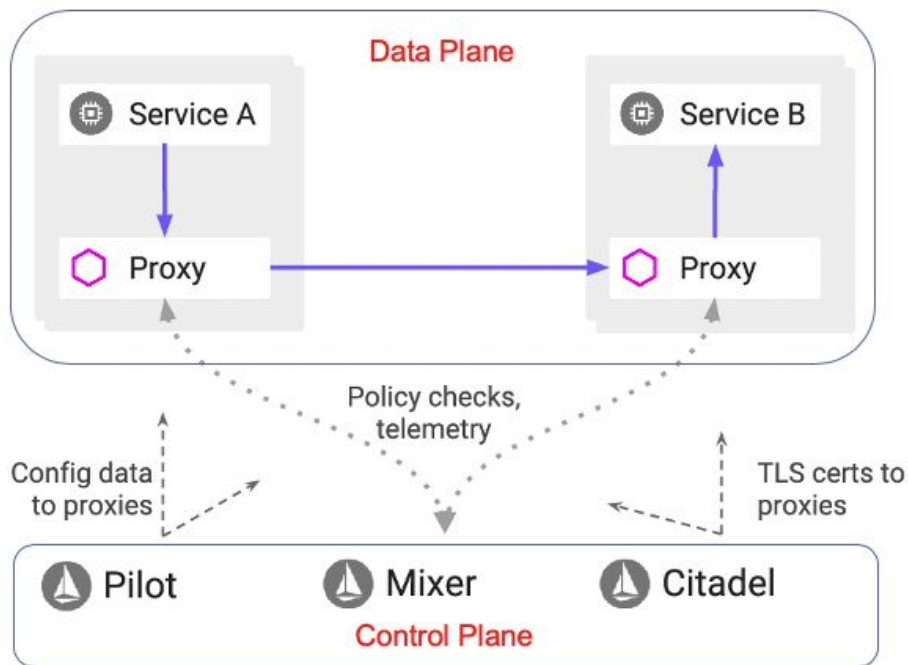 Data Plane
Service A
Service B
Proxy
Proxy
Policy checks,
telemetry
Config data
to proxies
TLS certs to
proxies
Pilot
Mixer
Citadel
Control Plane